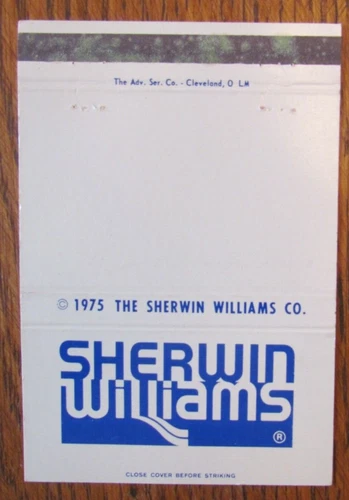 The Adv. Ser. Co. - Cleveland, O LM
© 1975 THE SHERWIN WILLIAMS CO.
SHERWIN
Williams
®
CLOSE COVER BEFORE STRIKING